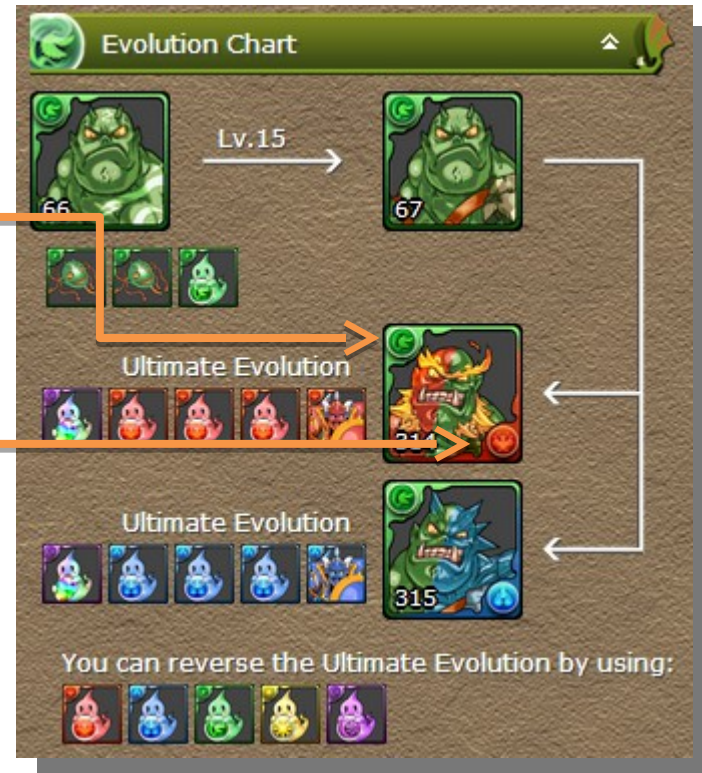 Evolution Chart
Lv.15
66
67
Ultimate Evolution
314
Ultimate Evolution
315
You can reverse the Ultimate Evolution by using: